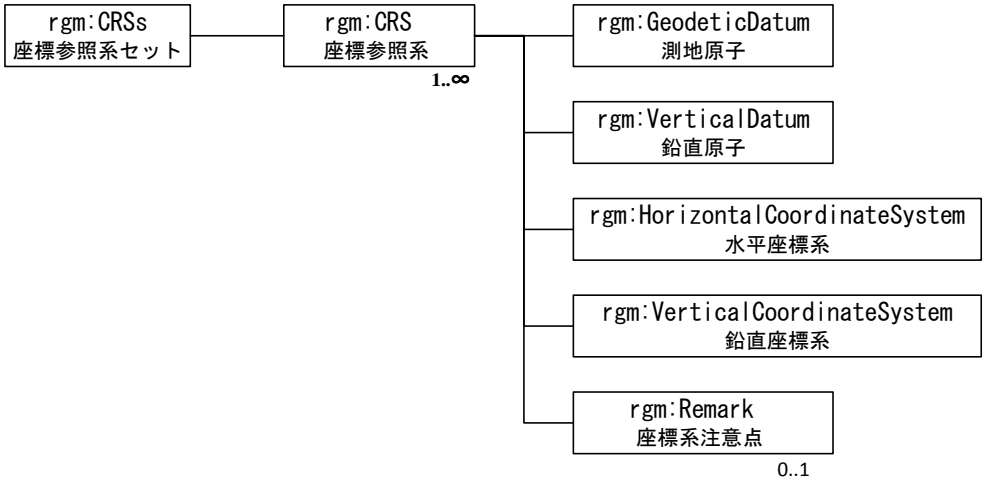 rgm:CRSs
座標参照系セット
rgm:CRS
座標参照系
1..∞
rgm:GeodeticDatum
測地原子
rgm:VerticalDatum
鉛直原子
rgm:HorizontalCoordinateSystem
水平座標系
rgm:VerticalCoordinateSystem
鉛直座標系
rgm:Remark
座標系注意点
0..1